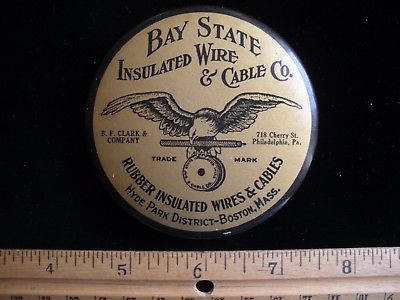 BAY STATE
INSULATED WIRE
& CABLE CO.
B. F. CLARK &
COMPANY
718 Cherry St.
Philadelphia, Pa.
TRADE MARK
RUBBER INSULATED WIRES & CABLES
HYDE PARK DISTRICT-BOSTON, MASS.
4 5 6 7 8